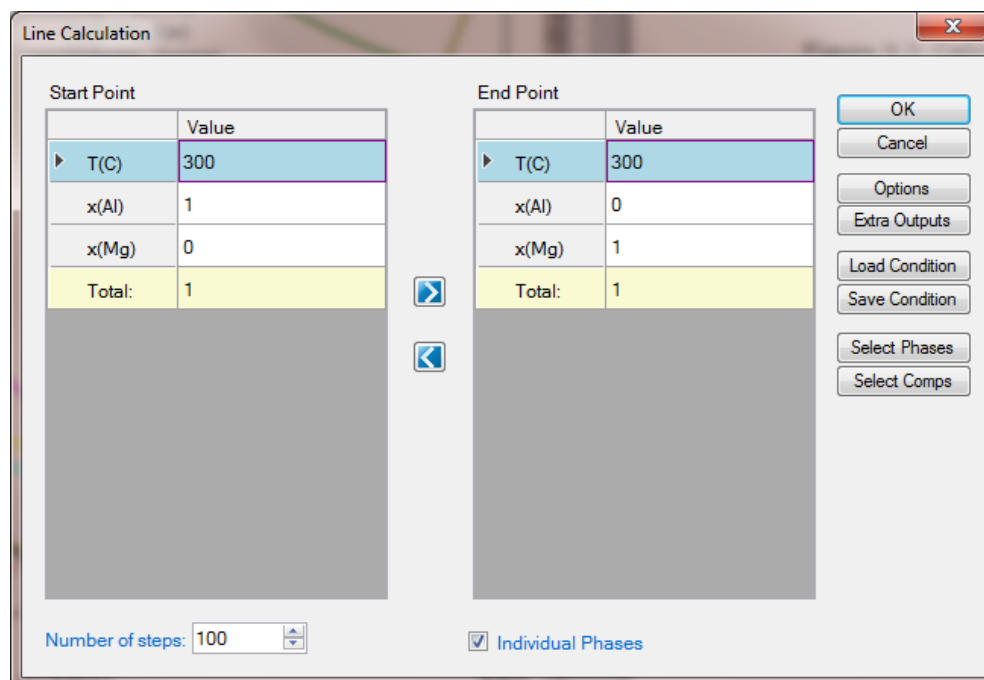 Line Calculation
Start Point
Value
T(C) 300
x(Al) 1
x(Mg) 0
Total: 1
End Point
Value
T(C) 300
x(Al) 0
x(Mg) 1
Total: 1
OK
Cancel
Options
Extra Outputs
Load Condition
Save Condition
Select Phases
Select Comps
Number of steps: 100
Individual Phases